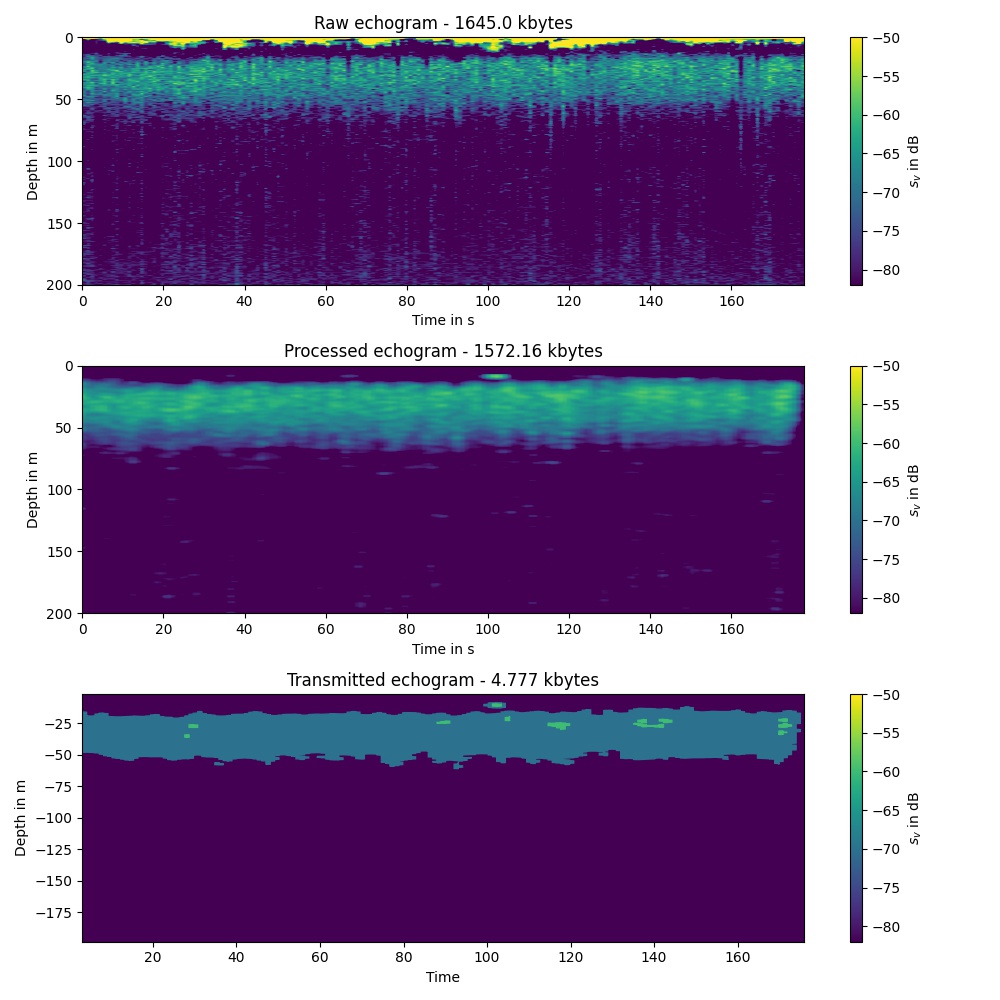 Raw echogram - 1645.0 kbytes
0
50
100
150
200
Depth in m
0 20 40 60 80 100 120 140 160
Time in s
−50
−55
−60
−65
−70
−75
−80
s_v in dB
Processed echogram - 1572.16 kbytes
0
50
100
150
200
Depth in m
0 20 40 60 80 100 120 140 160
Time in s
−50
−55
−60
−65
−70
−75
−80
s_v in dB
Transmitted echogram - 4.777 kbytes
−25
−50
−75
−100
−125
−150
−175
Depth in m
20 40 60 80 100 120 140 160
Time
−50
−55
−60
−65
−70
−75
−80
s_v in dB